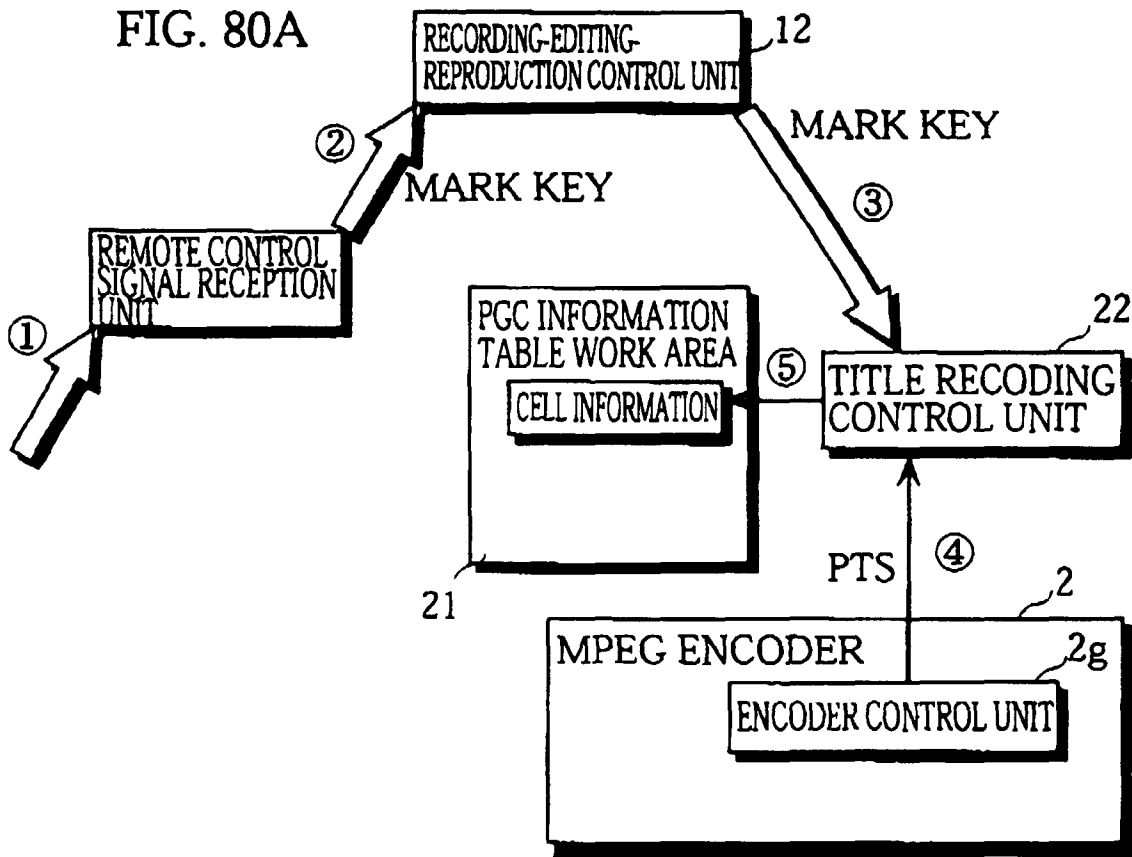 FIG. 80A
RECORDING-EDITING-
REPRODUCTION CONTROL UNIT
12
②
MARK KEY
MARK KEY
③
REMOTE CONTROL
SIGNAL RECEPTION
UNIT
①
PGC INFORMATION
TABLE WORK AREA
CELL INFORMATION
⑤
22
TITLE RECODING
CONTROL UNIT
21
PTS
④
2
MPEG ENCODER
2g
ENCODER CONTROL UNIT